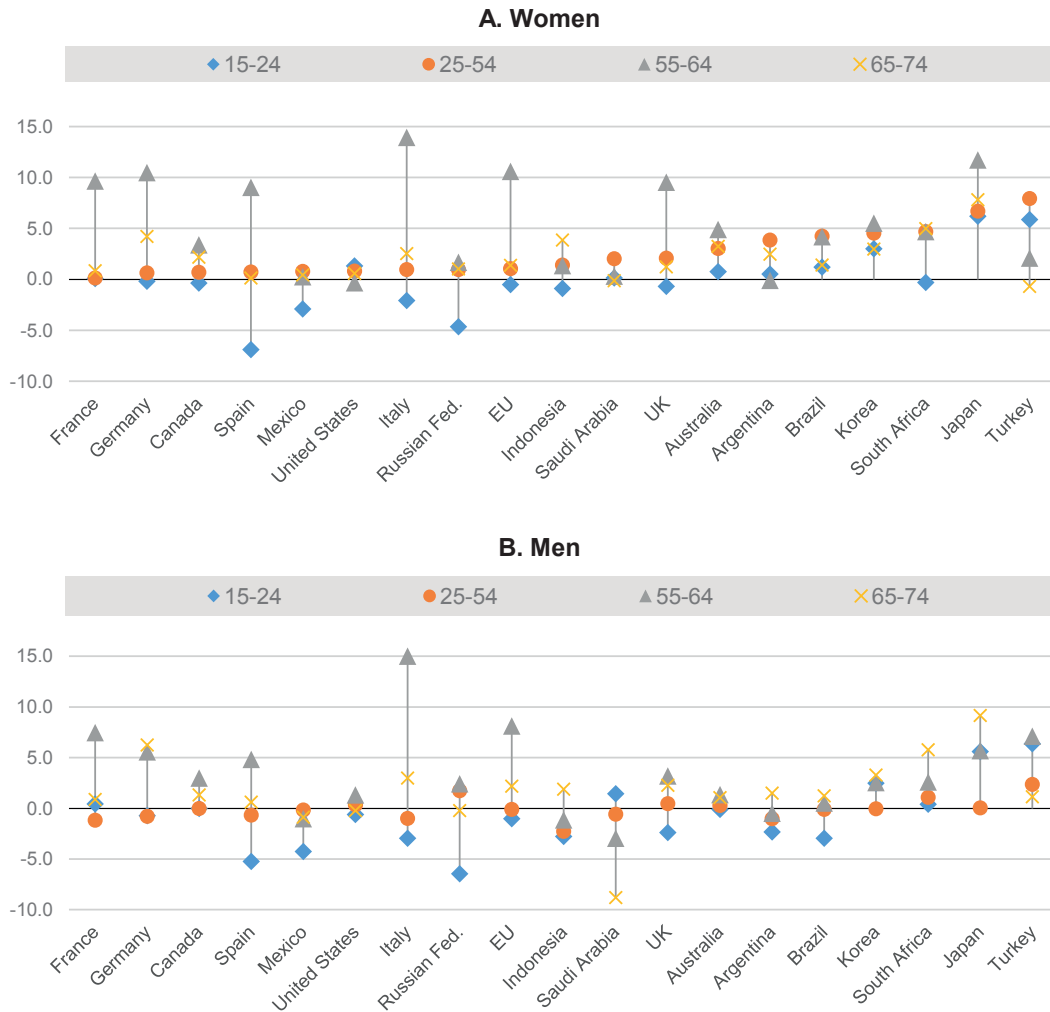 A. Women
15-24 25-54 55-64 65-74
15.0
10.0
5.0
0.0
-5.0
-10.0
France Germany Canada Spain Mexico United States Italy Russian Fed. EU Indonesia Saudi Arabia UK Australia Argentina Brazil Korea South Africa Japan Turkey
B. Men
15-24 25-54 55-64 65-74
15.0
10.0
5.0
0.0
-5.0
-10.0
France Germany Canada Spain Mexico United States Italy Russian Fed. EU Indonesia Saudi Arabia UK Australia Argentina Brazil Korea South Africa Japan Turkey